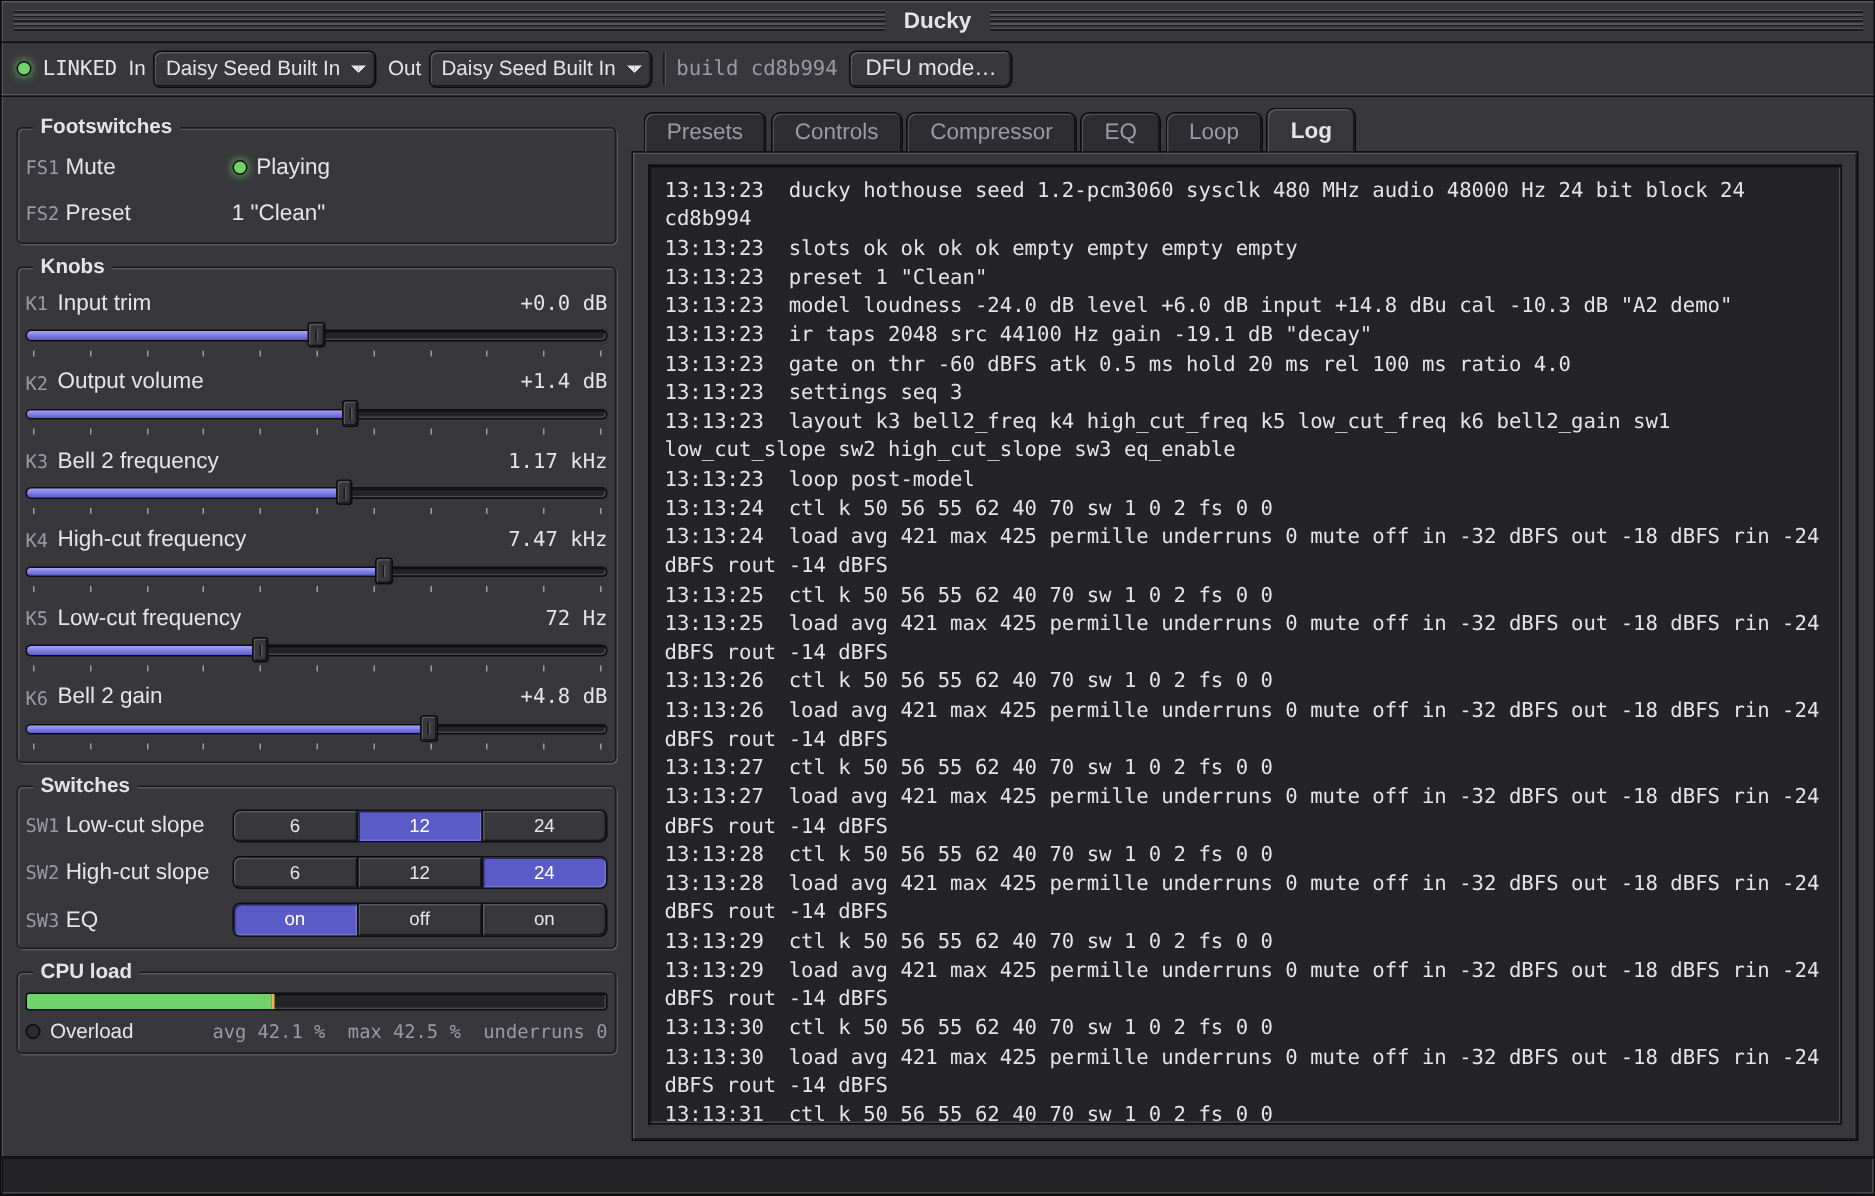 Ducky
LINKED In Daisy Seed Built In Out Daisy Seed Built In build cd8b994 DFU mode…
Footswitches
FS1 Mute Playing
FS2 Preset 1 "Clean"
Knobs
K1 Input trim +0.0 dB
K2 Output volume +1.4 dB
K3 Bell 2 frequency 1.17 kHz
K4 High-cut frequency 7.47 kHz
K5 Low-cut frequency 72 Hz
K6 Bell 2 gain +4.8 dB
Switches
SW1 Low-cut slope 6 12 24
SW2 High-cut slope 6 12 24
SW3 EQ on off on
CPU load
Overload avg 42.1 % max 42.5 % underruns 0
Presets Controls Compressor EQ Loop Log
13:13:23 ducky hothouse seed 1.2-pcm3060 sysclk 480 MHz audio 48000 Hz 24 bit block 24
cd8b994
13:13:23 slots ok ok ok ok empty empty empty empty
13:13:23 preset 1 "Clean"
13:13:23 model loudness -24.0 dB level +6.0 dB input +14.8 dBu cal -10.3 dB "A2 demo"
13:13:23 ir taps 2048 src 44100 Hz gain -19.1 dB "decay"
13:13:23 gate on thr -60 dBFS atk 0.5 ms hold 20 ms rel 100 ms ratio 4.0
13:13:23 settings seq 3
13:13:23 layout k3 bell2_freq k4 high_cut_freq k5 low_cut_freq k6 bell2_gain sw1
low_cut_slope sw2 high_cut_slope sw3 eq_enable
13:13:23 loop post-model
13:13:24 ctl k 50 56 55 62 40 70 sw 1 0 2 fs 0 0
13:13:24 load avg 421 max 425 permille underruns 0 mute off in -32 dBFS out -18 dBFS rin -24
dBFS rout -14 dBFS
13:13:25 ctl k 50 56 55 62 40 70 sw 1 0 2 fs 0 0
13:13:25 load avg 421 max 425 permille underruns 0 mute off in -32 dBFS out -18 dBFS rin -24
dBFS rout -14 dBFS
13:13:26 ctl k 50 56 55 62 40 70 sw 1 0 2 fs 0 0
13:13:26 load avg 421 max 425 permille underruns 0 mute off in -32 dBFS out -18 dBFS rin -24
dBFS rout -14 dBFS
13:13:27 ctl k 50 56 55 62 40 70 sw 1 0 2 fs 0 0
13:13:27 load avg 421 max 425 permille underruns 0 mute off in -32 dBFS out -18 dBFS rin -24
dBFS rout -14 dBFS
13:13:28 ctl k 50 56 55 62 40 70 sw 1 0 2 fs 0 0
13:13:28 load avg 421 max 425 permille underruns 0 mute off in -32 dBFS out -18 dBFS rin -24
dBFS rout -14 dBFS
13:13:29 ctl k 50 56 55 62 40 70 sw 1 0 2 fs 0 0
13:13:29 load avg 421 max 425 permille underruns 0 mute off in -32 dBFS out -18 dBFS rin -24
dBFS rout -14 dBFS
13:13:30 ctl k 50 56 55 62 40 70 sw 1 0 2 fs 0 0
13:13:30 load avg 421 max 425 permille underruns 0 mute off in -32 dBFS out -18 dBFS rin -24
dBFS rout -14 dBFS
13:13:31 ctl k 50 56 55 62 40 70 sw 1 0 2 fs 0 0